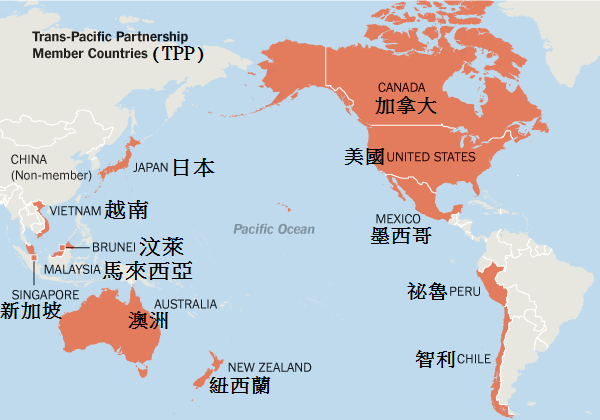 Trans-Pacific Partnership
Member Countries (TPP)
CANADA
加拿大
美國 UNITED STATES
CHINA
(Non-member)
JAPAN 日本
VIETNAM 越南
MEXICO
墨西哥
Pacific Ocean
BRUNEI 汶萊
MALAYSIA 馬來西亞
SINGAPORE
新加坡
祕魯 PERU
AUSTRALIA
澳洲
智利 CHILE
NEW ZEALAND
紐西蘭